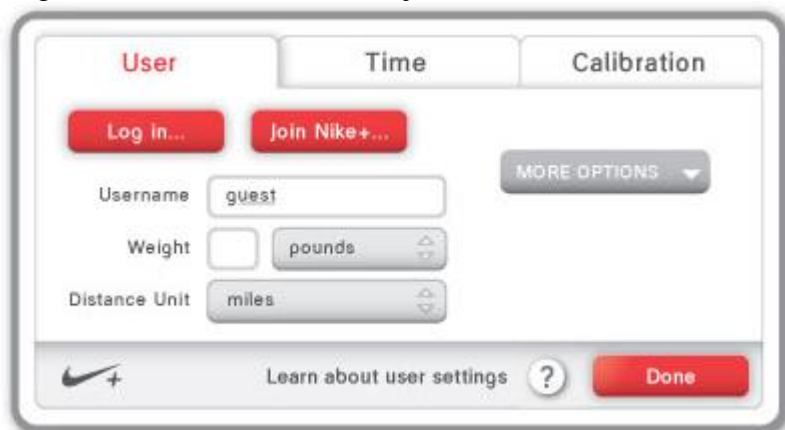 User Time Calibration
Log in... Join Nike+...
MORE OPTIONS
Username guest
Weight pounds
Distance Unit miles
Learn about user settings ? Done